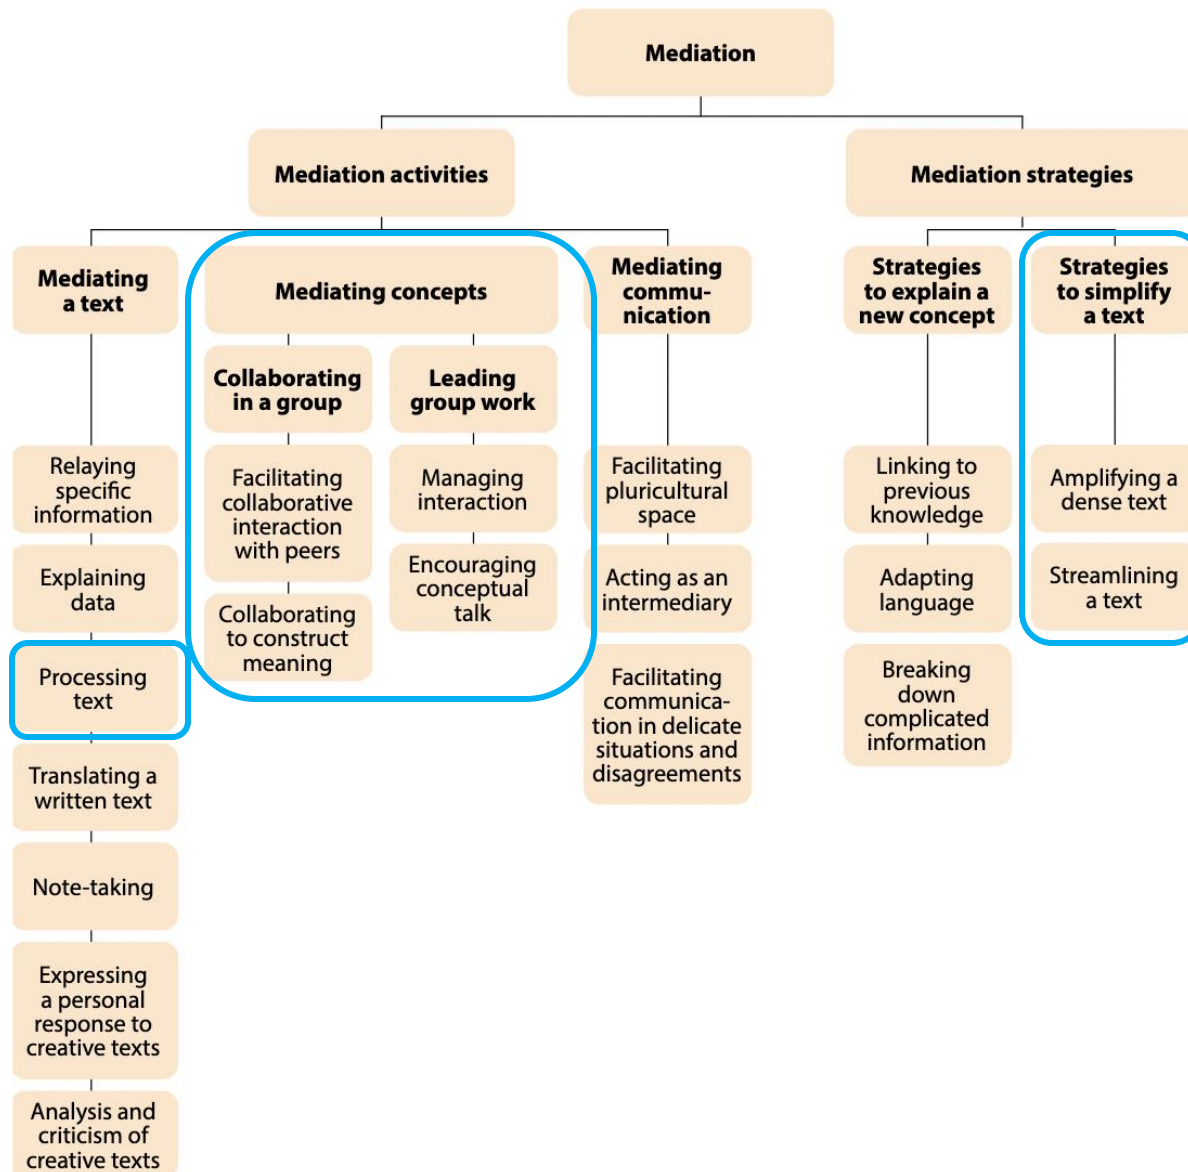 Mediation
Mediation activities
Mediation strategies
Mediating
a text
Mediating concepts
Mediating
commu-
nication
Strategies
to explain a
new concept
Strategies
to simplify
a text
Collaborating
in a group
Leading
group work
Relaying
specific
information
Explaining
data
Processing
text
Translating a
written text
Note-taking
Expressing
a personal
response to
creative texts
Analysis and
criticism of
creative texts
Facilitating
collaborative
interaction
with peers
Collaborating
to construct
meaning
Managing
interaction
Encouraging
conceptual
talk
Facilitating
pluricultural
space
Acting as an
intermediary
Facilitating
communica-
tion in delicate
situations and
disagreements
Linking to
previous
knowledge
Adapting
language
Breaking
down
complicated
information
Amplifying a
dense text
Streamlining
a text